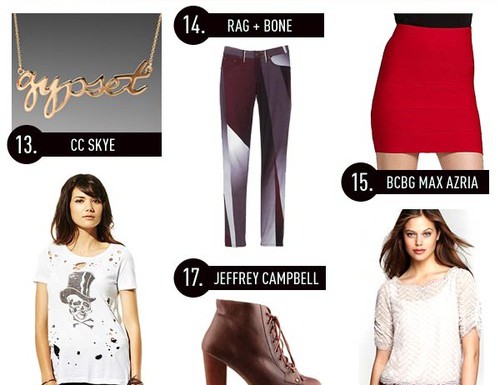 14. RAG + BONE
gypset
13. CC SKYE
15. BCBG MAX AZRIA
17. JEFFREY CAMPBELL